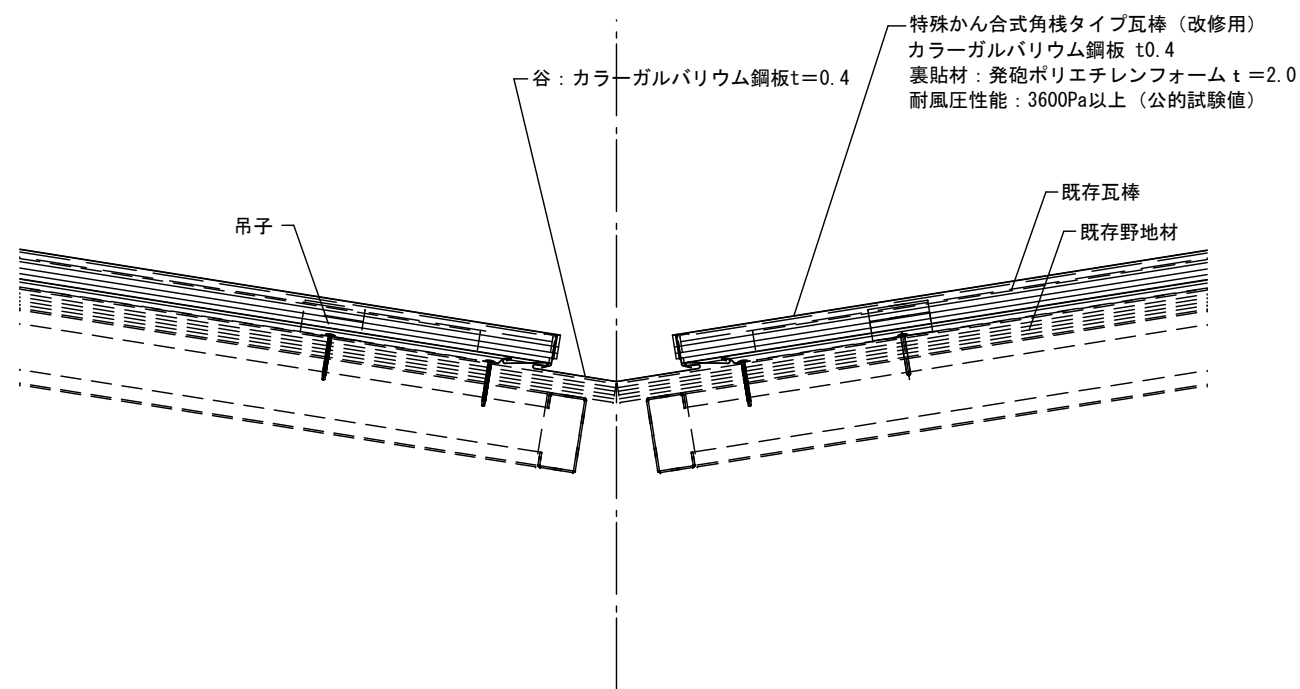 特殊かん合式角桟タイプ瓦棒（改修用）
カラーガルバリウム鋼板 t0.4
裏貼材：発砲ポリエチレンフォームｔ＝2.0
耐風圧性能：3600Pa以上（公的試験値）
谷：カラーガルバリウム鋼板t＝0.4
既存瓦棒
吊子
既存野地材